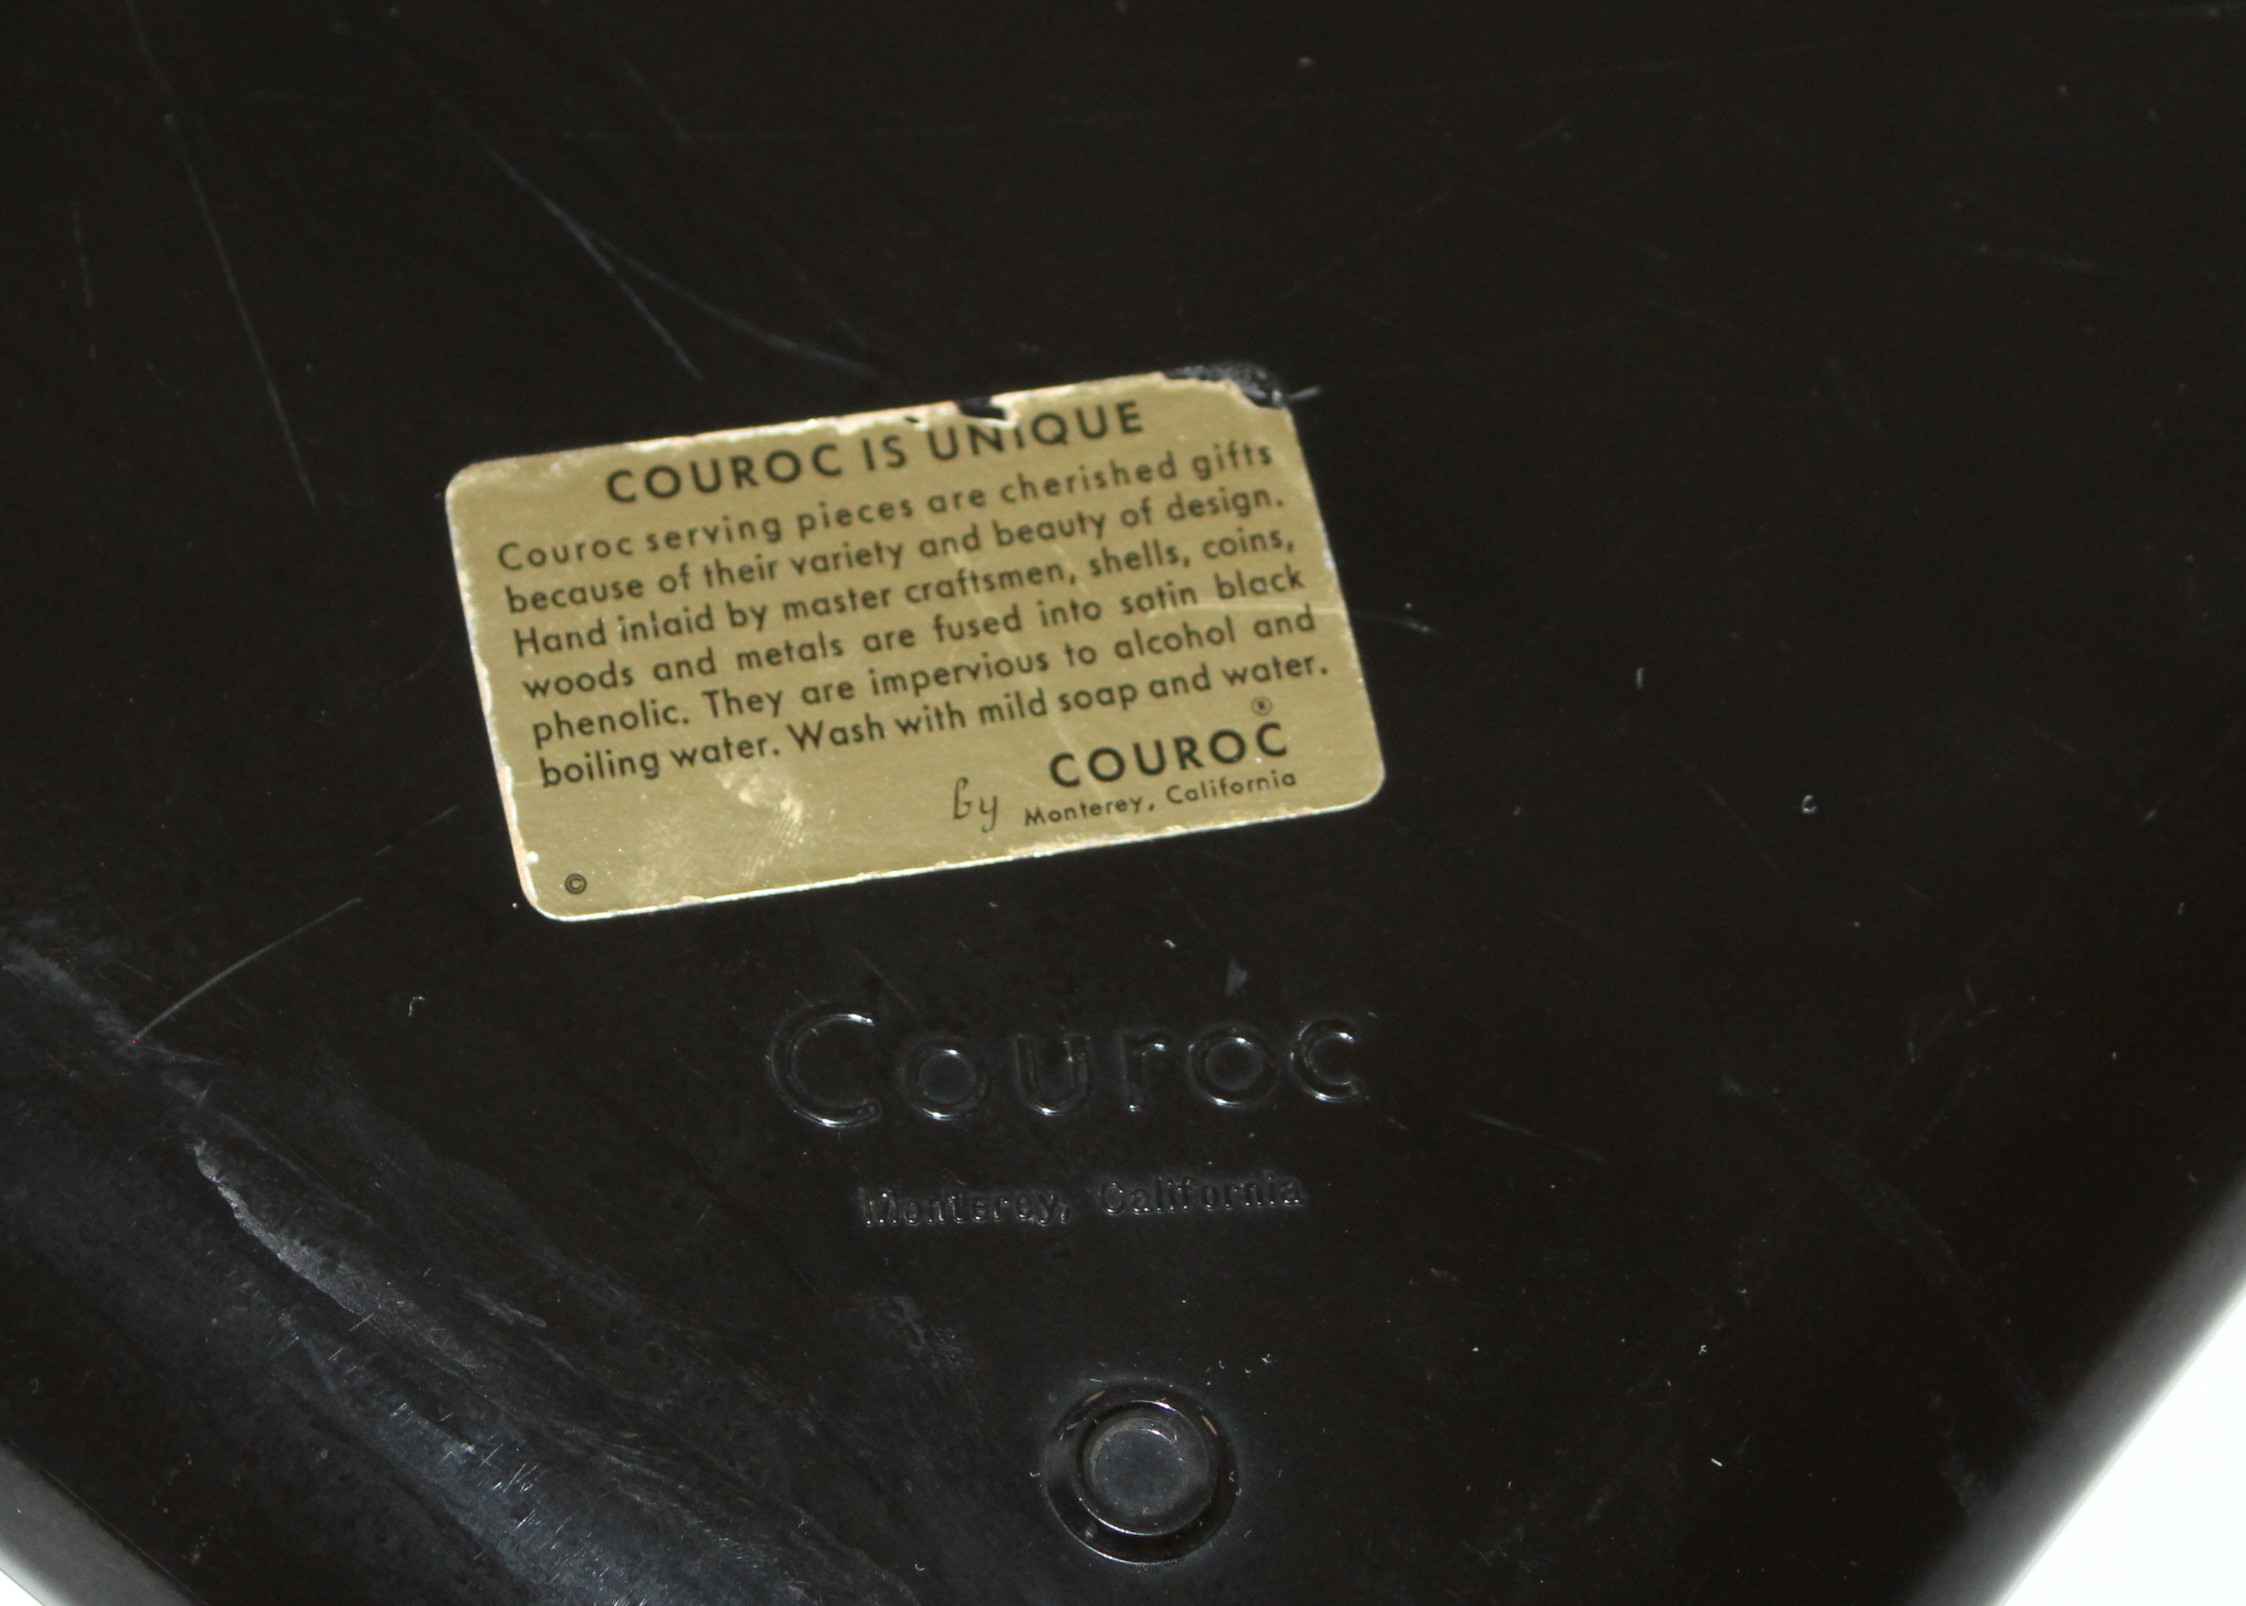 COUROC IS UNIQUE
Couroc serving pieces are cherished gifts
because of their variety and beauty of design.
Hand inlaid by master craftsmen, shells, coins,
woods and metals are fused into satin black
phenolic. They are impervious to alcohol and
boiling water. Wash with mild soap and water.
®
by COUROC
Monterey, California
©
Couroc
Monterey, California